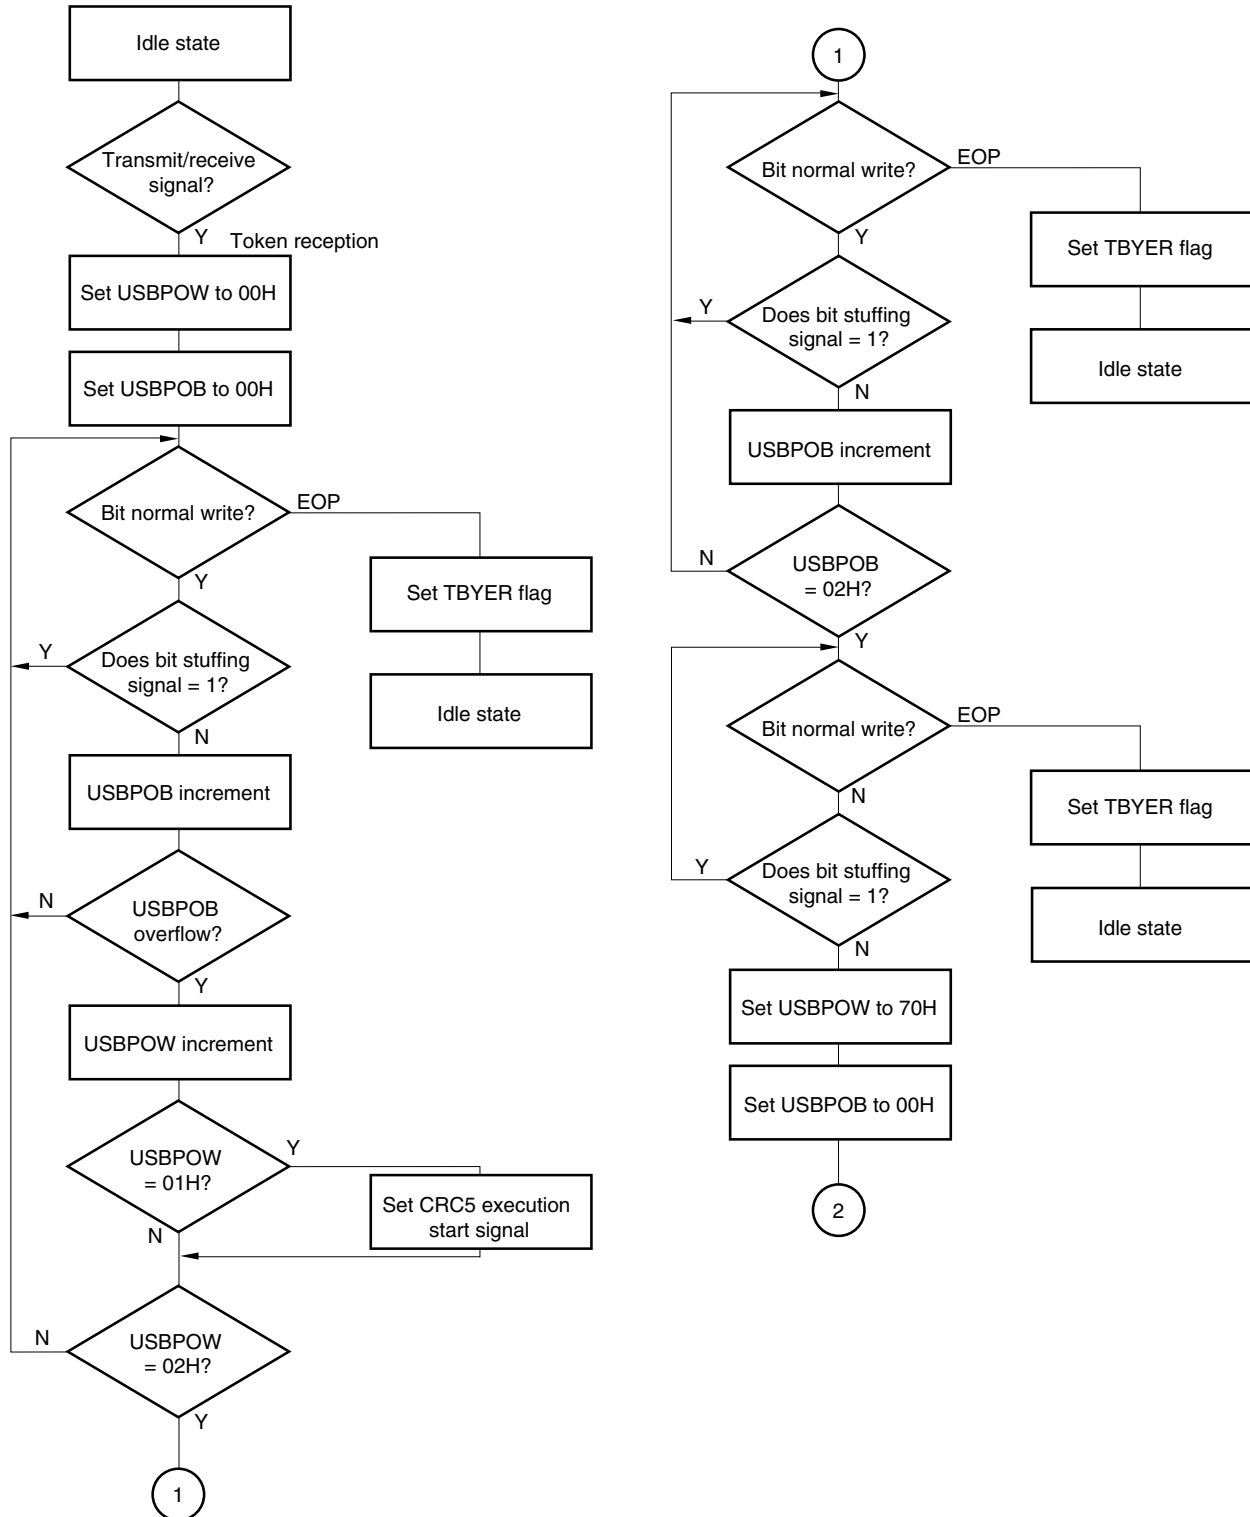 Idle state
Transmit/receive
signal?
Y
Token reception
Set USBPOW to 00H
Set USBPOB to 00H
Bit normal write?
EOP
Y
Set TBYER flag
Idle state
Does bit stuffing
signal = 1?
Y
N
USBPOB increment
USBPOB
overflow?
N
Y
USBPOW increment
USBPOW
= 01H?
Y
Set CRC5 execution
start signal
N
USBPOW
= 02H?
N
Y
1
1
Bit normal write?
EOP
Y
Set TBYER flag
Idle state
Does bit stuffing
signal = 1?
Y
N
USBPOB increment
USBPOB
= 02H?
N
Y
Bit normal write?
EOP
N
Set TBYER flag
Idle state
Does bit stuffing
signal = 1?
Y
N
Set USBPOW to 70H
Set USBPOB to 00H
2